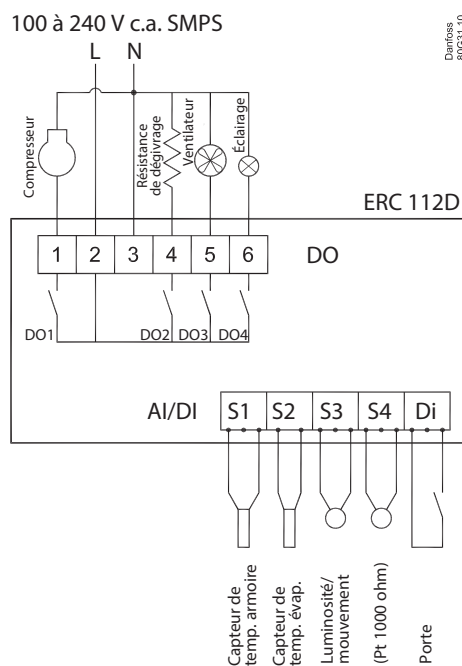 100 à 240 V c.a. SMPS
L N
Danfoss
80G31.10
Compresseur
Résistance
de dégivrage
Ventilateur
Éclairage
ERC 112D
1 2 3 4 5 6 DO
DO1 DO2 DO3 DO4
AI/DI S1 S2 S3 S4 Di
Capteur de
temp. armoire
Capteur de
temp. évap.
Luminosité/
mouvement
(Pt 1000 ohm)
Porte